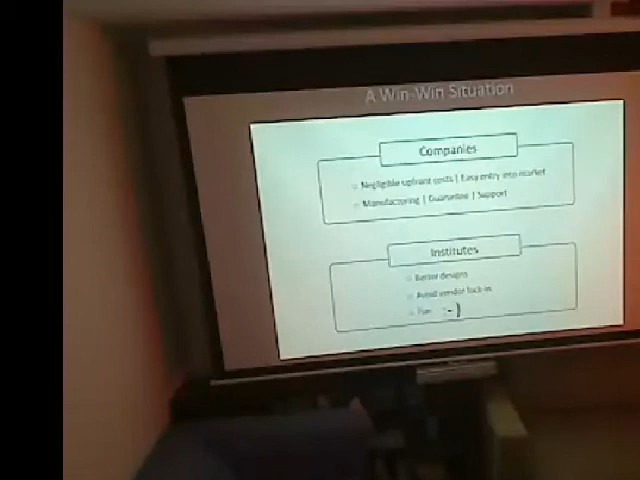 A Win-Win Situation
Companies
Negligible upfront costs | Easy entry into market
Manufacturing | Guarantee | Support
Institutes
Better designs
Avoid vendor lock-in
Fun :-)